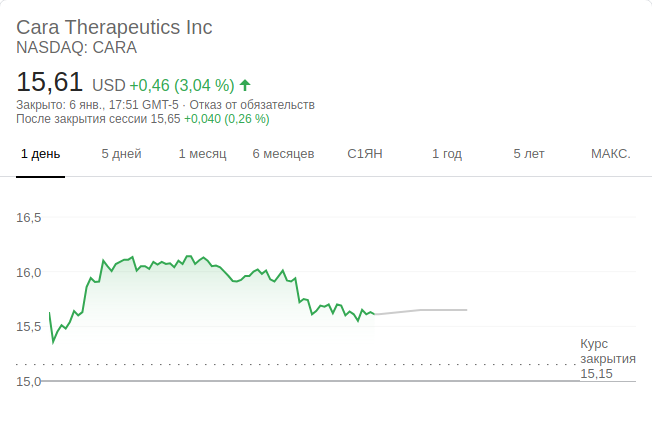 Cara Therapeutics Inc
NASDAQ: CARA
15,61 USD +0,46 (3,04 %)
Закрыто: 6 янв., 17:51 GMT-5 · Отказ от обязательств
После закрытия сессии 15,65 +0,040 (0,26 %)
1 день 5 дней 1 месяц 6 месяцев С1ЯН 1 год 5 лет МАКС.
16,5
16,0
15,5
Курс
закрытия
15,15
15,0